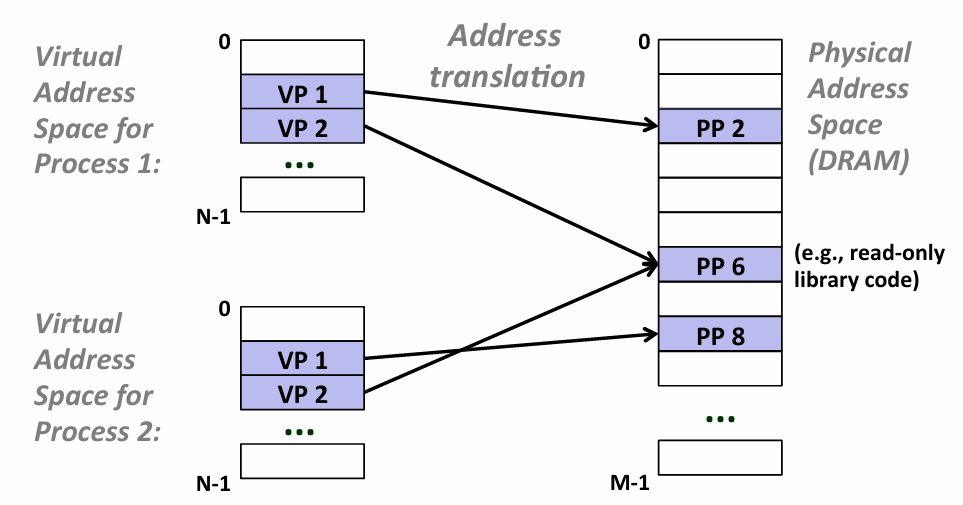 Virtual
Address
Space for
Process 1:
0
VP 1
VP 2
...
N-1
Address
translation
0
PP 2
PP 6
PP 8
...
M-1
Physical
Address
Space
(DRAM)
(e.g., read-only
library code)
Virtual
Address
Space for
Process 2:
0
VP 1
VP 2
...
N-1